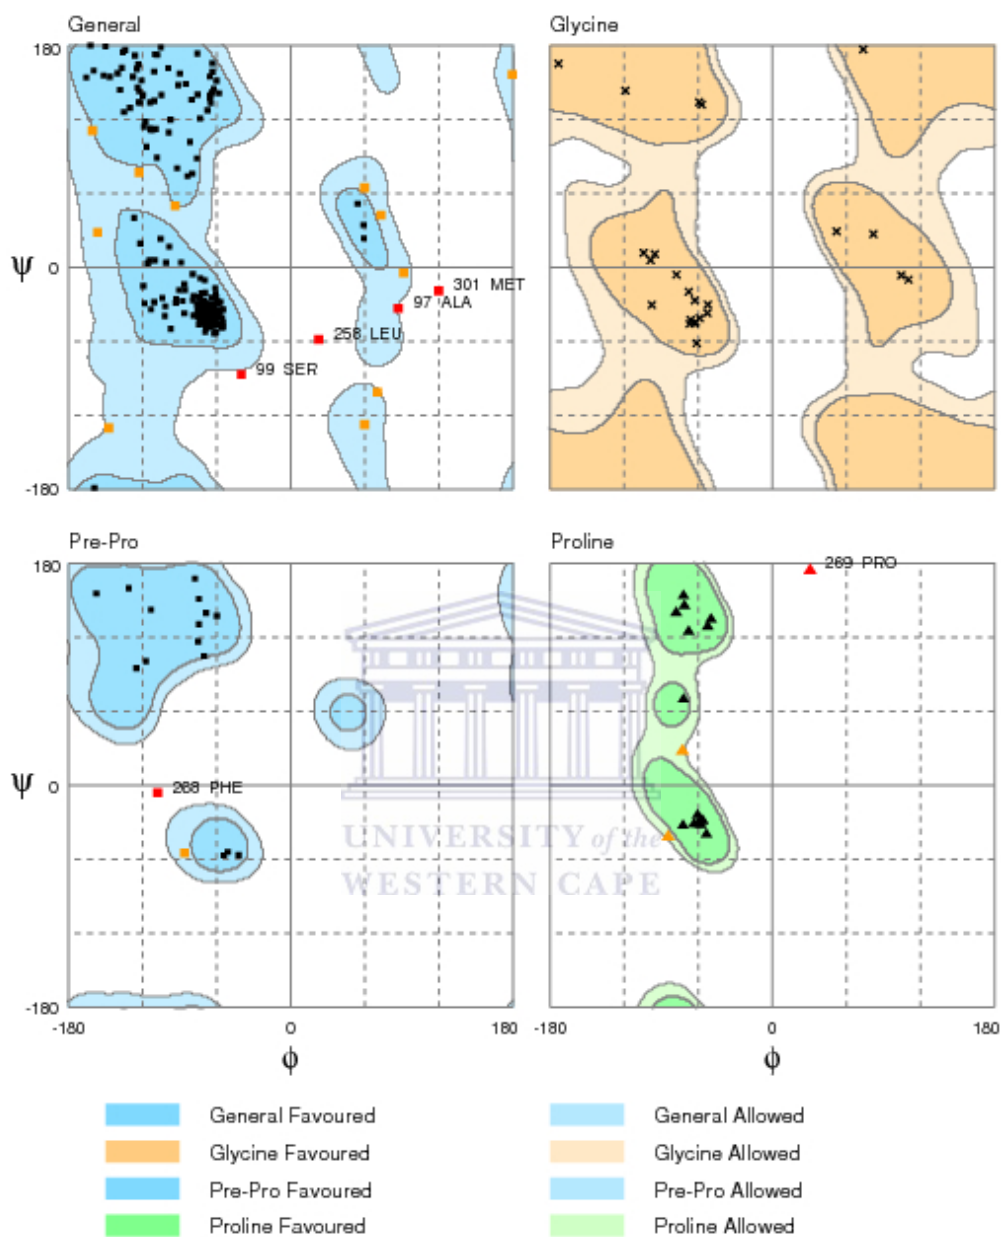 General Glycine
180
ψ 0
301 MET
97 ALA
258 LEU
99 SER
-180
Pre-Pro Proline
180
269 PRO
ψ 0
268 PHE
UNIVERSITY of the
WESTERN CAPE
-180
-180 0 180 -180 0 180
ϕ ϕ
General Favoured General Allowed
Glycine Favoured Glycine Allowed
Pre-Pro Favoured Pre-Pro Allowed
Proline Favoured Proline Allowed